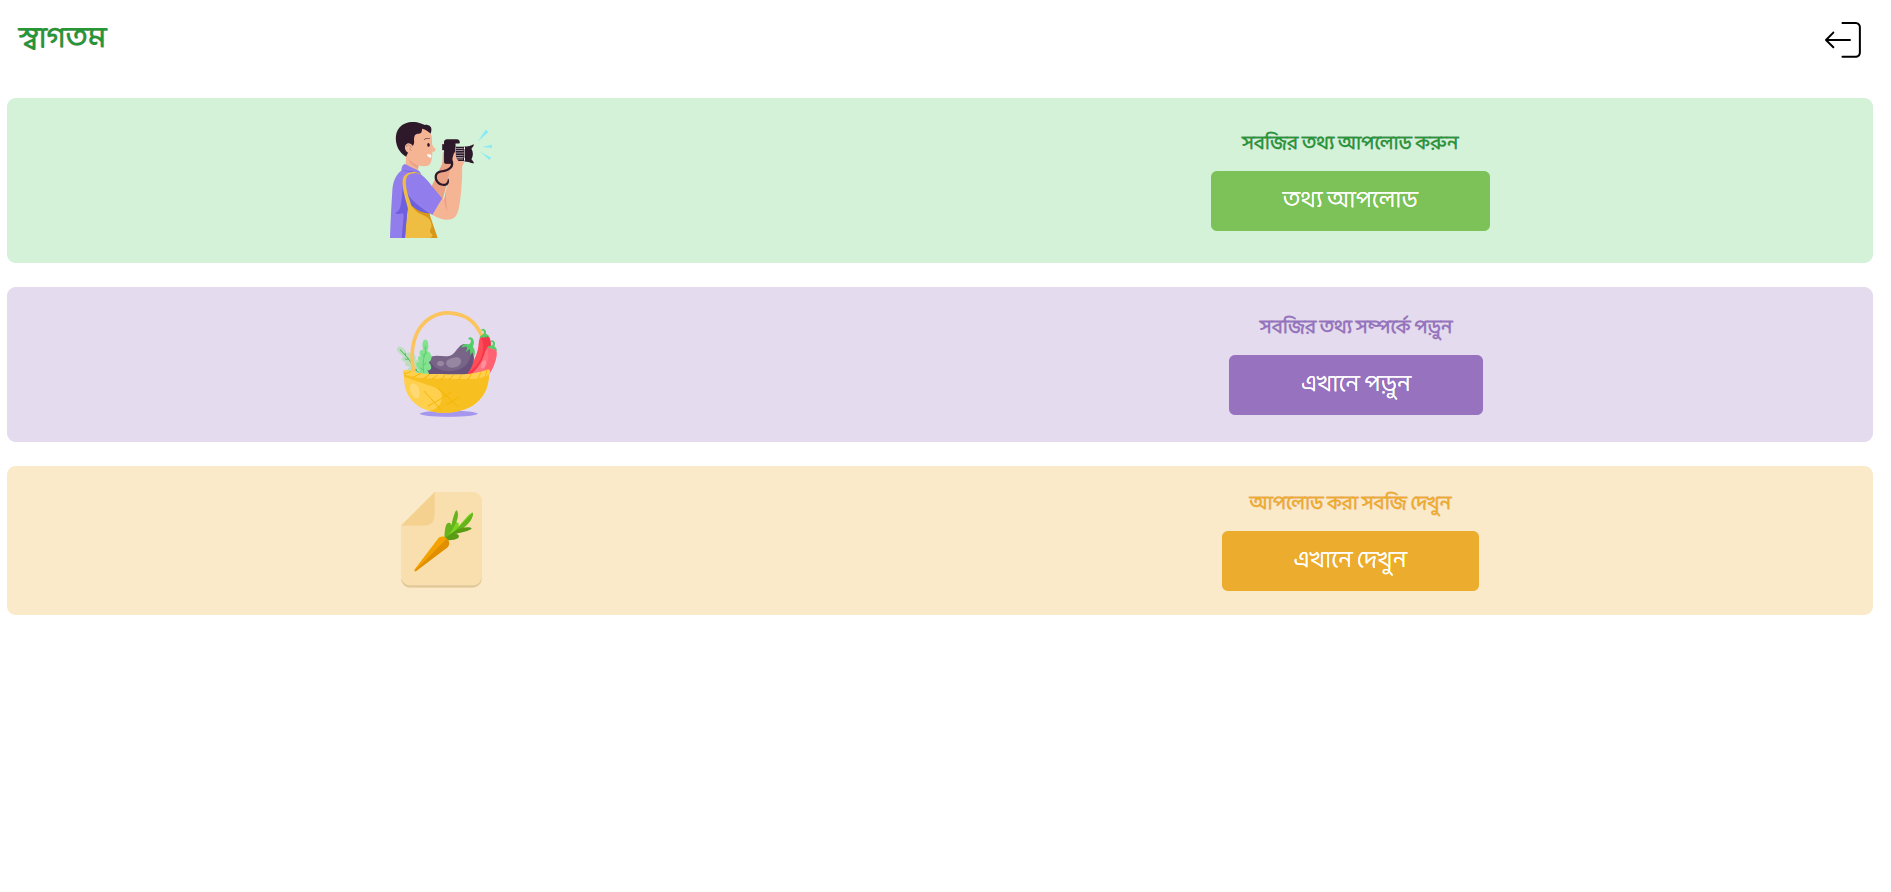 স্বাগতম
সবজির তথ্য আপলোড করুন
তথ্য আপলোড
সবজির তথ্য সম্পর্কে পড়ুন
এখানে পড়ুন
আপলোড করা সবজি দেখুন
এখানে দেখুন